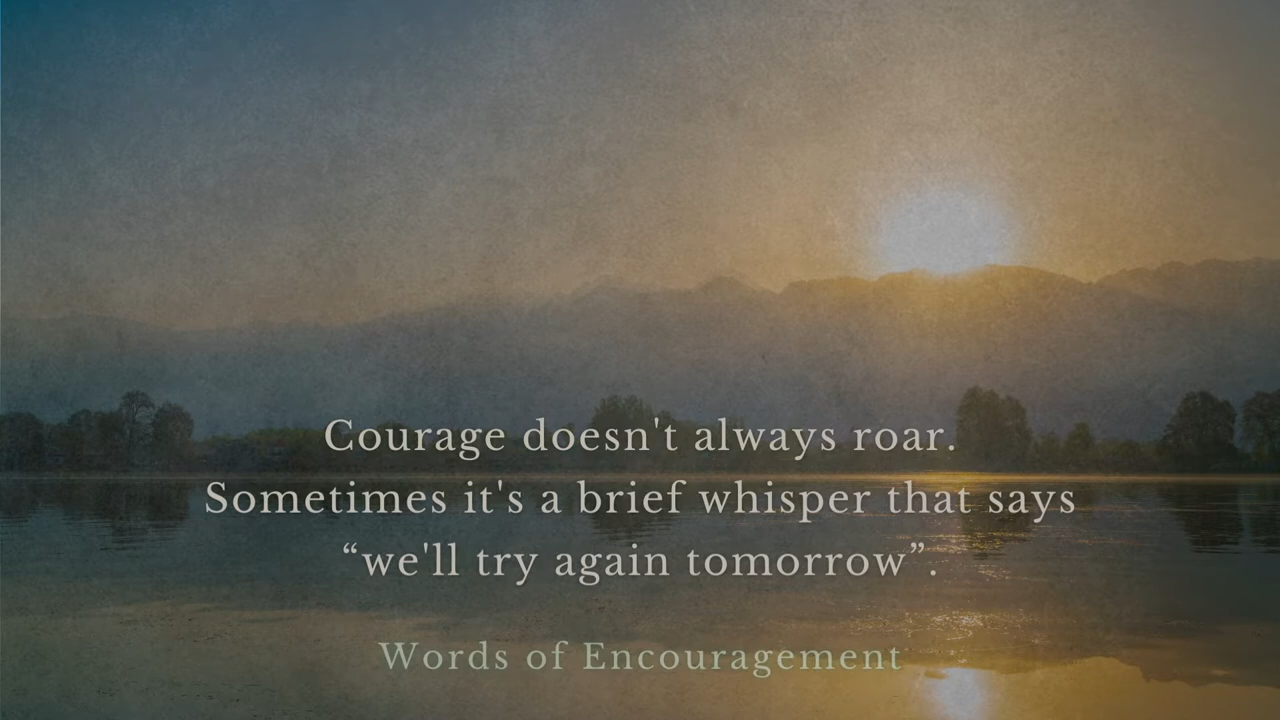 Courage doesn't always roar.
Sometimes it's a brief whisper that says
“we'll try again tomorrow”.
Words of Encouragement